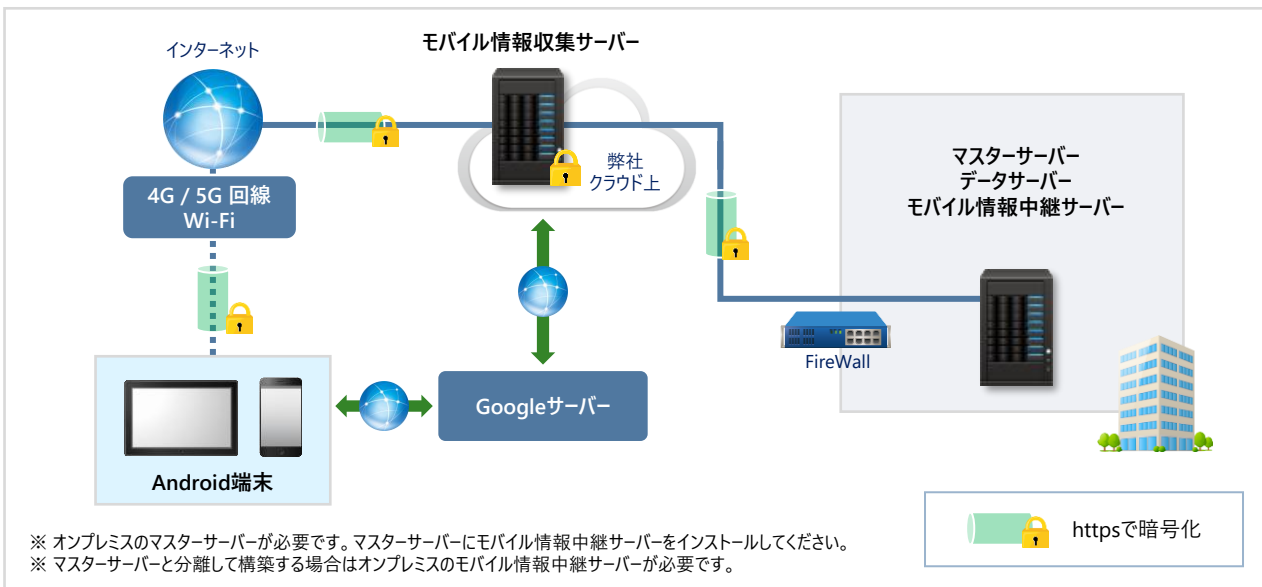 インターネット
モバイル情報収集サーバー
4G / 5G 回線
Wi-Fi
弊社
クラウド上
マスターサーバー
データサーバー
モバイル情報中継サーバー
FireWall
Googleサーバー
Android端末
httpsで暗号化
※ オンプレミスのマスターサーバーが必要です。マスターサーバーにモバイル情報中継サーバーをインストールしてください。
※ マスターサーバーと分離して構築する場合はオンプレミスのモバイル情報中継サーバーが必要です。